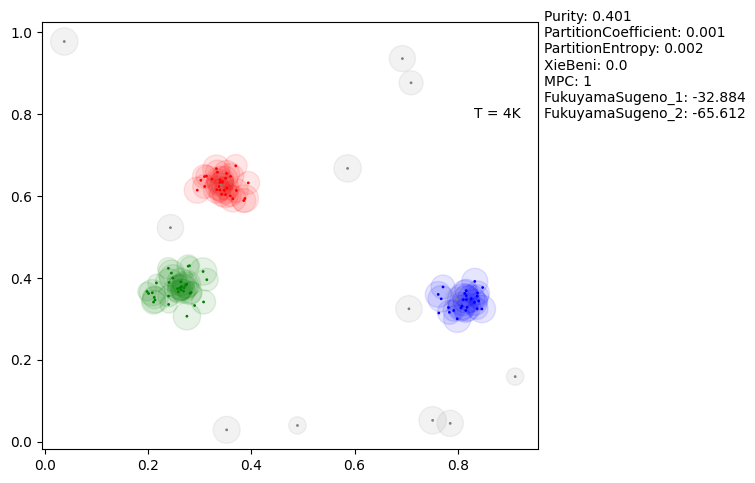 Purity: 0.401
PartitionCoefficient: 0.001
PartitionEntropy: 0.002
XieBeni: 0.0
MPC: 1
FukuyamaSugeno_1: -32.884
FukuyamaSugeno_2: -65.612
T = 4K
1.0
0.8
0.6
0.4
0.2
0.0
0.0 0.2 0.4 0.6 0.8